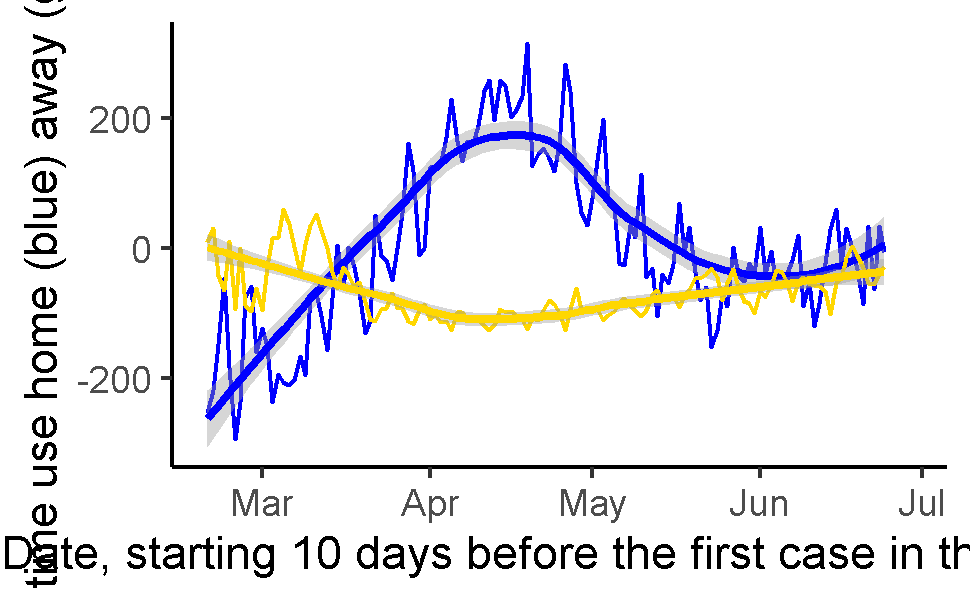 time use home (blue) away (
200
0
-200
Mar Apr May Jun Jul
Date, starting 10 days before the first case in th